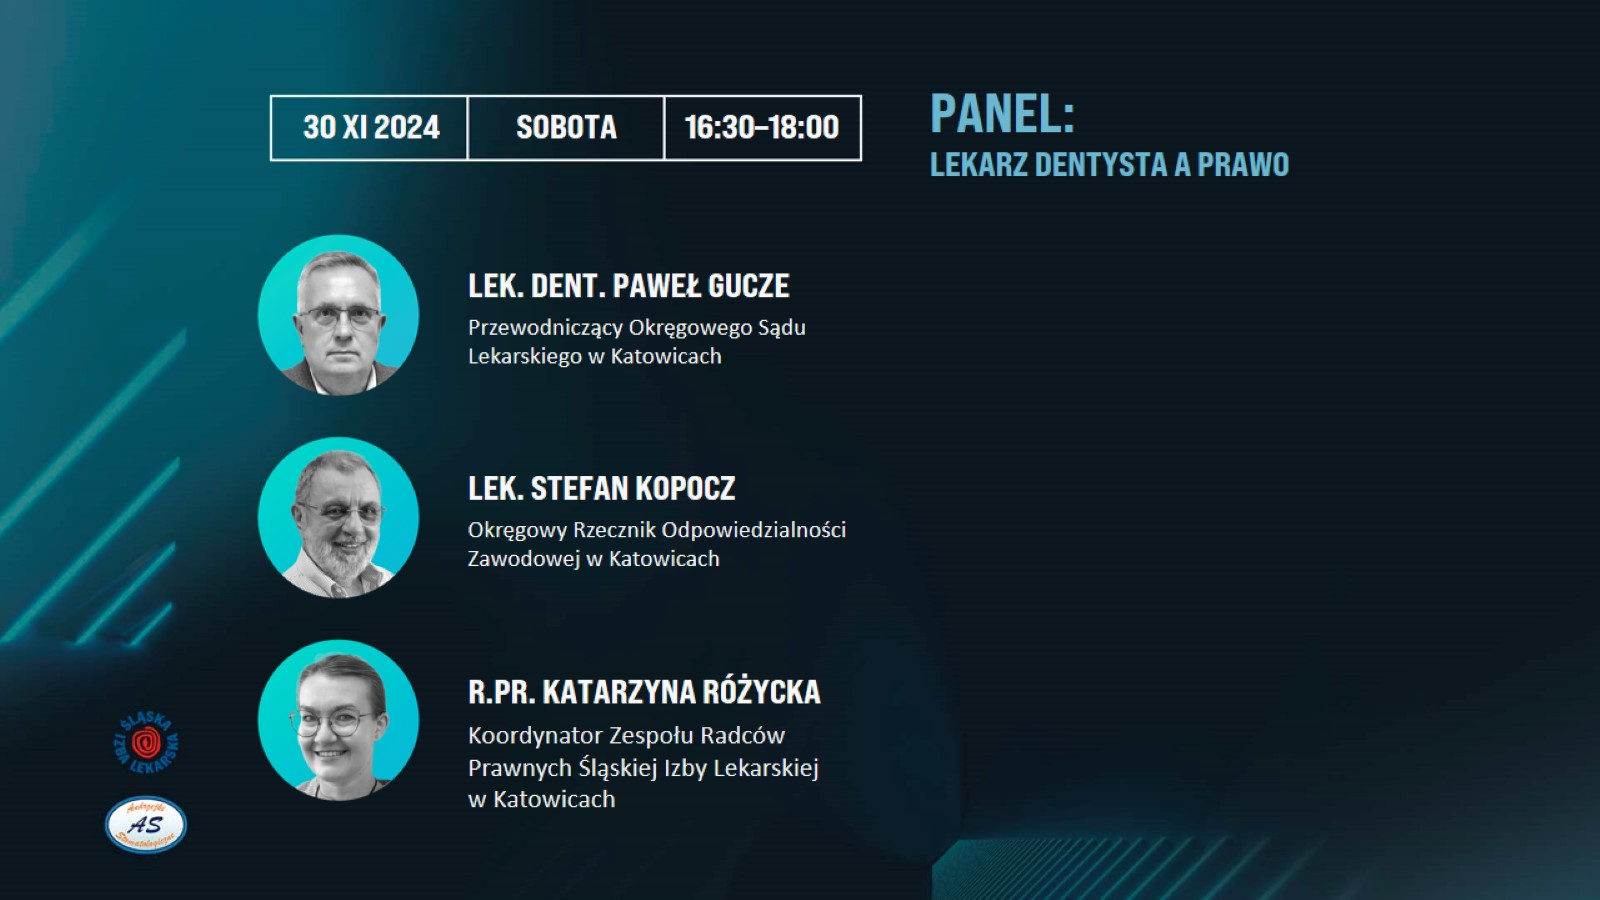 30 XI 2024
SOBOTA
16:30–18:00
PANEL:
LEKARZ DENTYSTA A PRAWO
LEK. DENT. PAWEŁ GUCZE
Przewodniczący Okręgowego Sądu
Lekarskiego w Katowicach
LEK. STEFAN KOPOCZ
Okręgowy Rzecznik Odpowiedzialności
Zawodowej w Katowicach
R.PR. KATARZYNA RÓŻYCKA
Koordynator Zespołu Radców
Prawnych Śląskiej Izby Lekarskiej
w Katowicach
ŚLĄSKA
IZBA LEKARSKA
Andrzejki
AS
Stomatologiczne